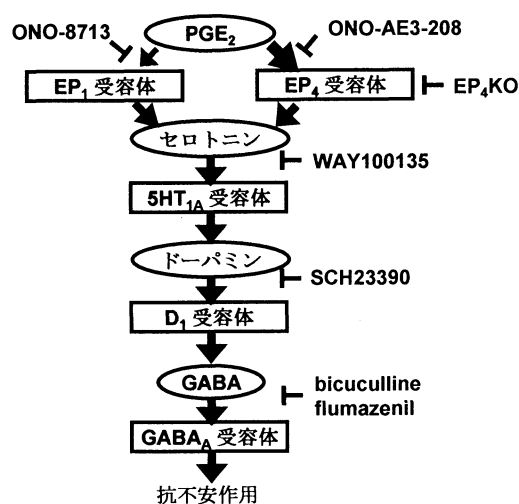 ONO-8713
PGE₂
ONO-AE3-208
EP₁ 受容体
EP₄ 受容体
EP₄KO
セロトニン
WAY100135
5HT₁A 受容体
ドーパミン
SCH23390
D₁ 受容体
GABA
bicuculline
flumazenil
GABAA 受容体
抗不安作用